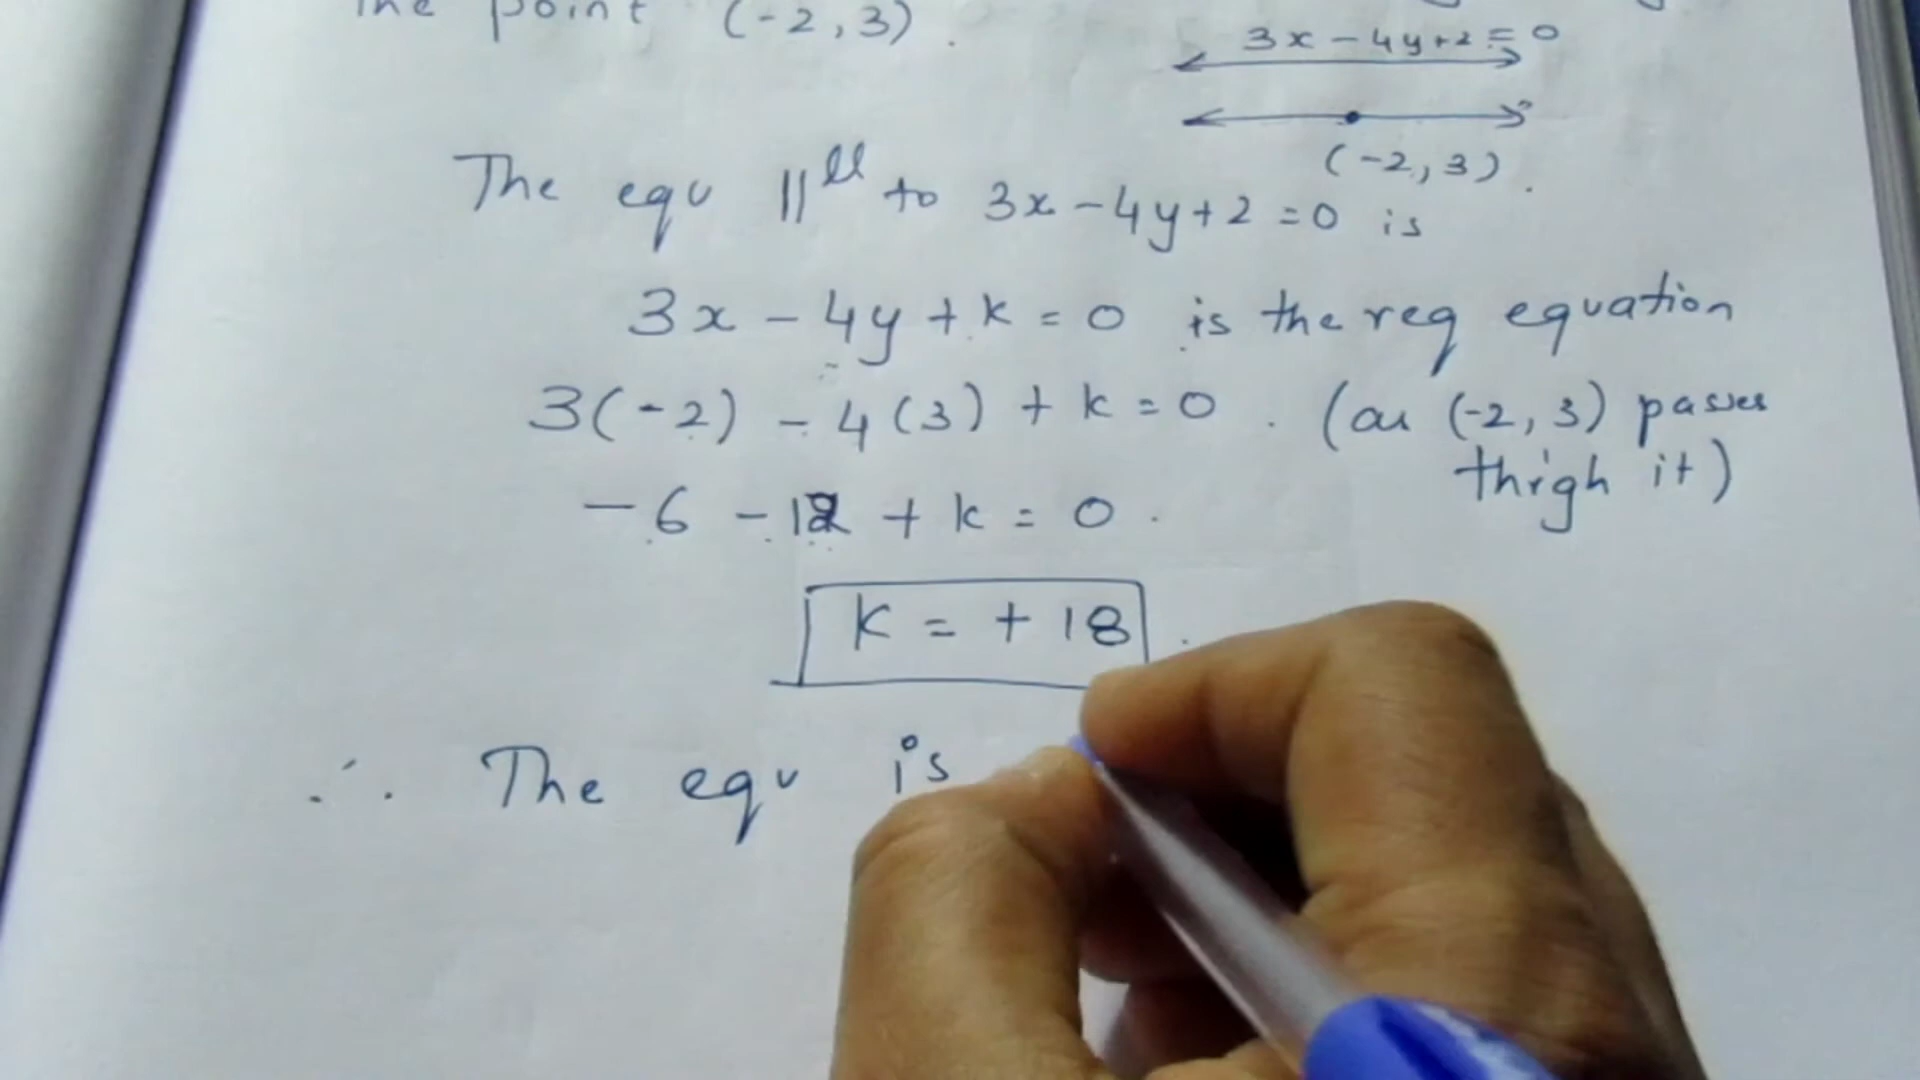 the point (-2,3).
3x - 4y + 2 = 0
(-2, 3).
The equ ||ll to 3x - 4y + 2 = 0 is
3x - 4y + k = 0 is the req equation
3(-2) - 4(3) + k = 0. (as (-2, 3) passes
thrigh it)
-6 - 12 + k = 0.
K = + 18.
∴ The equ is